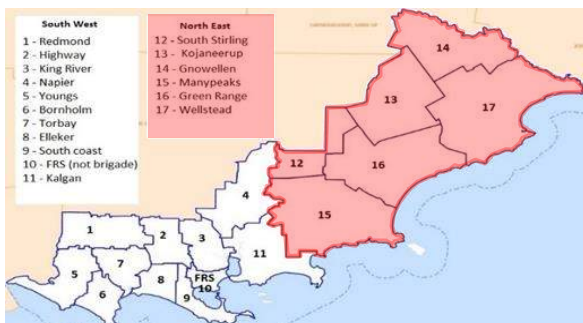 South West
1 - Redmond
2 - Highway
3 - King River
4 - Napier
5 - Youngs
6 - Bornholm
7 - Torbay
8 - Elleker
9 - South coast
10 - FRS (not brigade)
11 - Kalgan
North East
12 - South Stirling
13 - Kojaneerup
14 - Gnowellen
15 - Manypeaks
16 - Green Range
17 - Wellstead
14
13
17
12
16
4
15
1
2
3
11
5
7
8
FRS
10
6
9